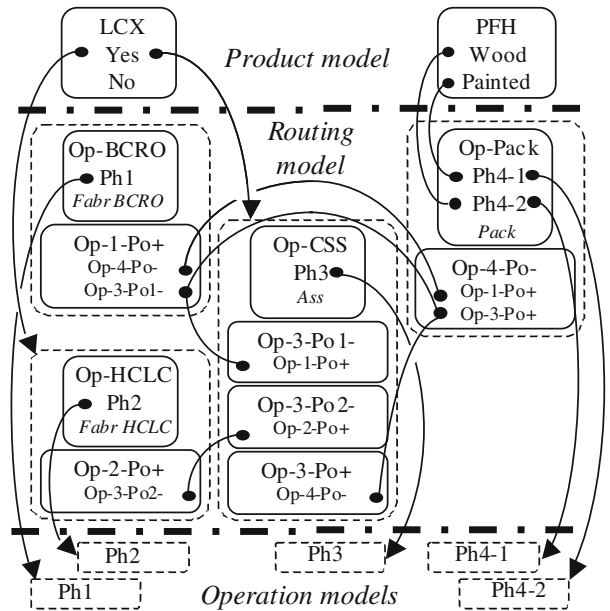 LCX
Yes
No
Product model
PFH
Wood
Painted
Routing
model
Op-BCRO
Ph1
Fabr BCRO
Op-1-Po+
Op-4-Po-
Op-3-Po1-
Op-CSS
Ph3
Ass
Op-3-Po1-
Op-1-Po+
Op-3-Po2-
Op-2-Po+
Op-3-Po+
Op-4-Po-
Op-Pack
Ph4-1
Ph4-2
Pack
Op-4-Po-
Op-1-Po+
Op-3-Po+
Op-HCLC
Ph2
Fabr HCLC
Op-2-Po+
Op-3-Po2-
Ph2
Ph3
Ph4-1
Ph1
Operation models
Ph4-2